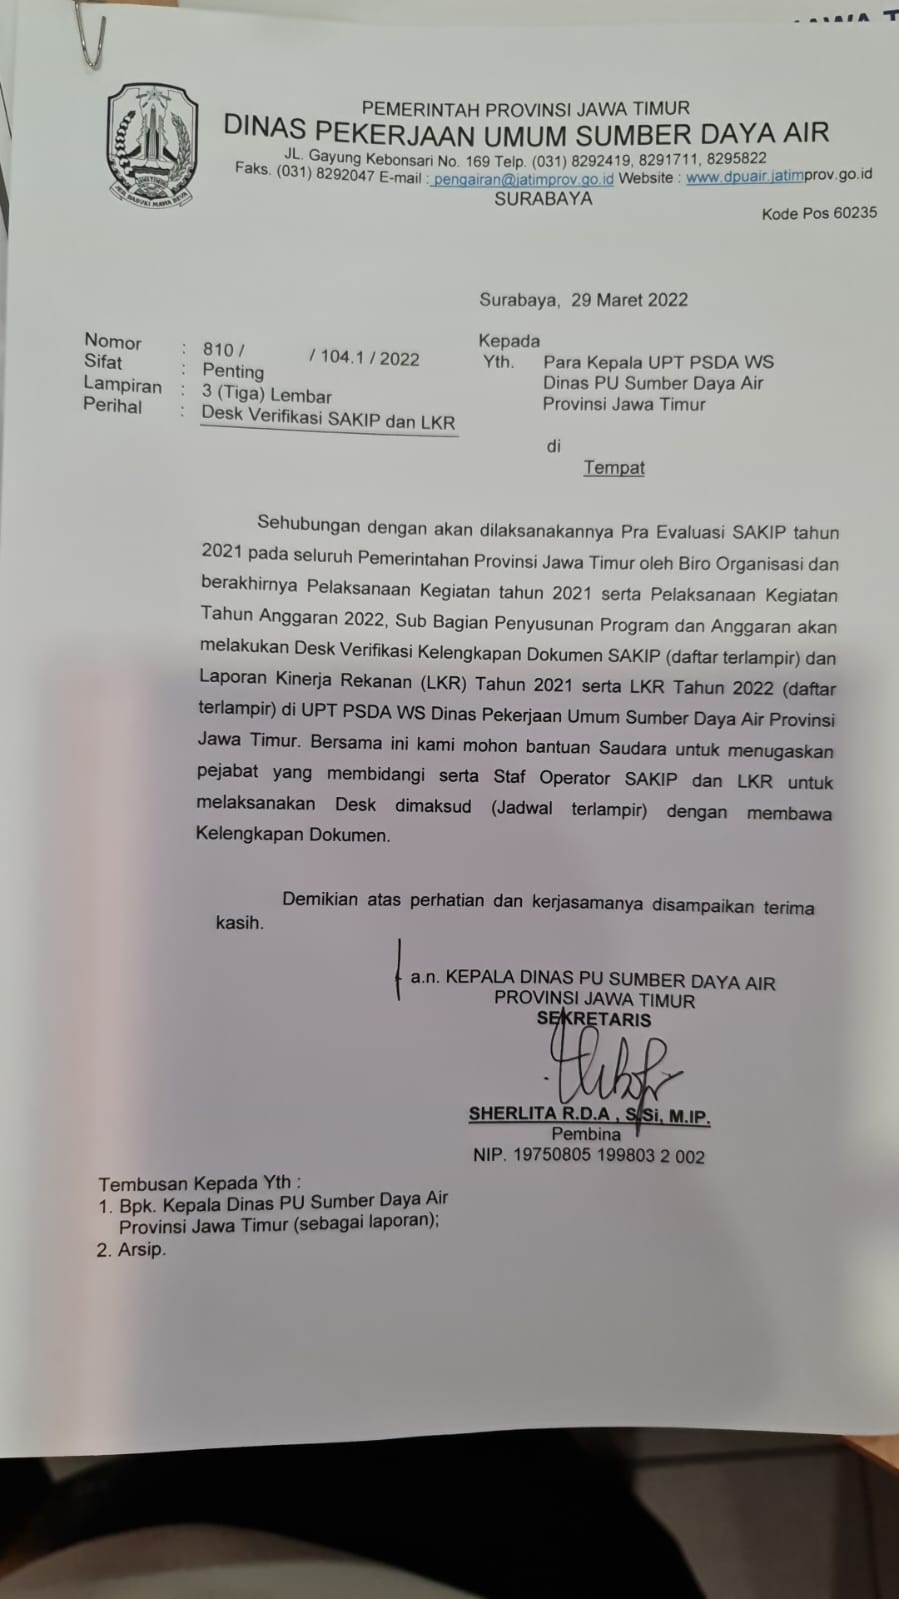 PEMERINTAH PROVINSI JAWA TIMUR
DINAS PEKERJAAN UMUM SUMBER DAYA AIR
JL. Gayung Kebonsari No. 169 Telp. (031) 8292419, 8291711, 8295822
Faks. (031) 8292047 E-mail : pengairan@jatimprov.go.id Website : www.dpuair.jatimprov.go.id
SURABAYA
Kode Pos 60235
Surabaya, 29 Maret 2022
Nomor : 810 / / 104.1 / 2022
Sifat : Penting
Lampiran : 3 (Tiga) Lembar
Perihal : Desk Verifikasi SAKIP dan LKR
Kepada
Yth. Para Kepala UPT PSDA WS
Dinas PU Sumber Daya Air
Provinsi Jawa Timur
di
Tempat
Sehubungan dengan akan dilaksanakannya Pra Evaluasi SAKIP tahun
2021 pada seluruh Pemerintahan Provinsi Jawa Timur oleh Biro Organisasi dan
berakhirnya Pelaksanaan Kegiatan tahun 2021 serta Pelaksanaan Kegiatan
Tahun Anggaran 2022, Sub Bagian Penyusunan Program dan Anggaran akan
melakukan Desk Verifikasi Kelengkapan Dokumen SAKIP (daftar terlampir) dan
Laporan Kinerja Rekanan (LKR) Tahun 2021 serta LKR Tahun 2022 (daftar
terlampir) di UPT PSDA WS Dinas Pekerjaan Umum Sumber Daya Air Provinsi
Jawa Timur. Bersama ini kami mohon bantuan Saudara untuk menugaskan
pejabat yang membidangi serta Staf Operator SAKIP dan LKR untuk
melaksanakan Desk dimaksud (Jadwal terlampir) dengan membawa
Kelengkapan Dokumen.
Demikian atas perhatian dan kerjasamanya disampaikan terima
kasih.
a.n. KEPALA DINAS PU SUMBER DAYA AIR
PROVINSI JAWA TIMUR
SEKRETARIS
SHERLITA R.D.A , S.Si, M.IP.
Pembina
NIP. 19750805 199803 2 002
Tembusan Kepada Yth :
1. Bpk. Kepala Dinas PU Sumber Daya Air
Provinsi Jawa Timur (sebagai laporan);
2. Arsip.